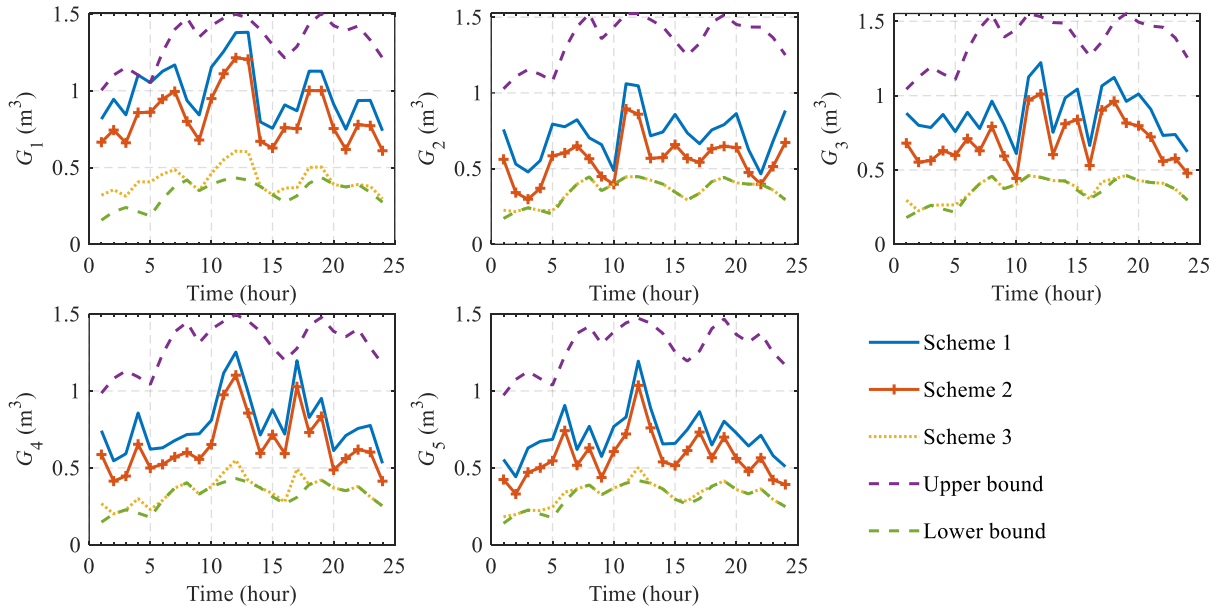 1.5
1
0.5
0
G1 (m3)
0 5 10 15 20 25
Time (hour)
1.5
1
0.5
0
G2 (m3)
0 5 10 15 20 25
Time (hour)
1.5
1
0.5
0
G3 (m3)
0 5 10 15 20 25
Time (hour)
1.5
1
0.5
0
G4 (m3)
0 5 10 15 20 25
Time (hour)
1.5
1
0.5
0
G5 (m3)
0 5 10 15 20 25
Time (hour)
Scheme 1
Scheme 2
Scheme 3
Upper bound
Lower bound